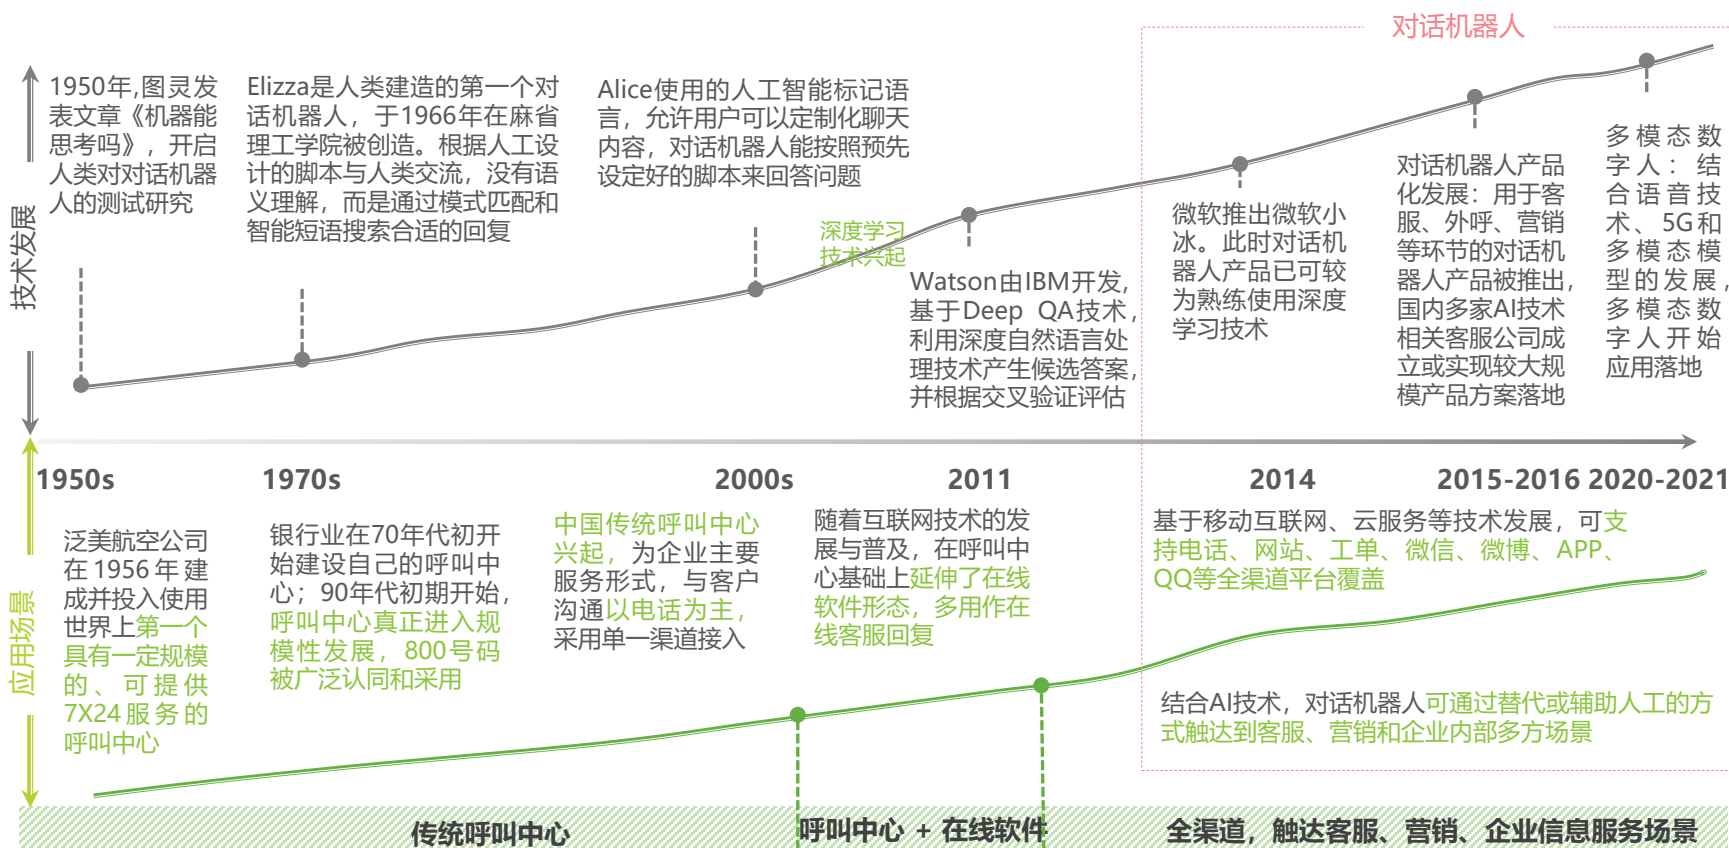 对话机器人
技术发展
1950年,图灵发
表文章《机器能
思考吗》，开启
人类对对话机器
人的测试研究
Elizza是人类建造的第一个对
话机器人，于1966年在麻省
理工学院被创造。根据人工设
计的脚本与人类交流，没有语
义理解，而是通过模式匹配和
智能短语搜索合适的回复
Alice使用的人工智能标记语
言，允许用户可以定制化聊天
内容，对话机器人能按照预先
设定好的脚本来回答问题
深度学习
技术兴起
Watson由IBM开发，
基于Deep QA技术，
利用深度自然语言处
理技术产生候选答案，
并根据交叉验证评估
微软推出微软小
冰。此时对话机
器人产品已可较
为熟练使用深度
学习技术
对话机器人产品
化发展：用于客
服、外呼、营销
等环节的对话机
器人产品被推出，
国内多家AI技术
相关客服公司成
立或实现较大规
模产品方案落地
多模态数
字人：结
合语音技
术、5G和
多模态模
型的发展，
多模态数
字人开始
应用落地
1950s
1970s
2000s
2011
2014
2015-2016
2020-2021
应用场景
泛美航空公司
在1956年建
成并投入使用
世界上第一个
具有一定规模
的、可提供
7X24服务的
呼叫中心
银行业在70年代初开
始建设自己的呼叫中
心；90年代初期开始，
呼叫中心真正进入规
模性发展，800号码
被广泛认同和采用
中国传统呼叫中心
兴起，为企业主要
服务形式，与客户
沟通以电话为主，
采用单一渠道接入
随着互联网技术的发
展与普及，在呼叫中
心基础上延伸了在线
软件形态，多用作在
线客服回复
基于移动互联网、云服务等技术发展，可支
持电话、网站、工单、微信、微博、APP、
QQ等全渠道平台覆盖
结合AI技术，对话机器人可通过替代或辅助人工的方
式触达到客服、营销和企业内部多方场景
传统呼叫中心
呼叫中心 + 在线软件
全渠道，触达客服、营销、企业信息服务场景